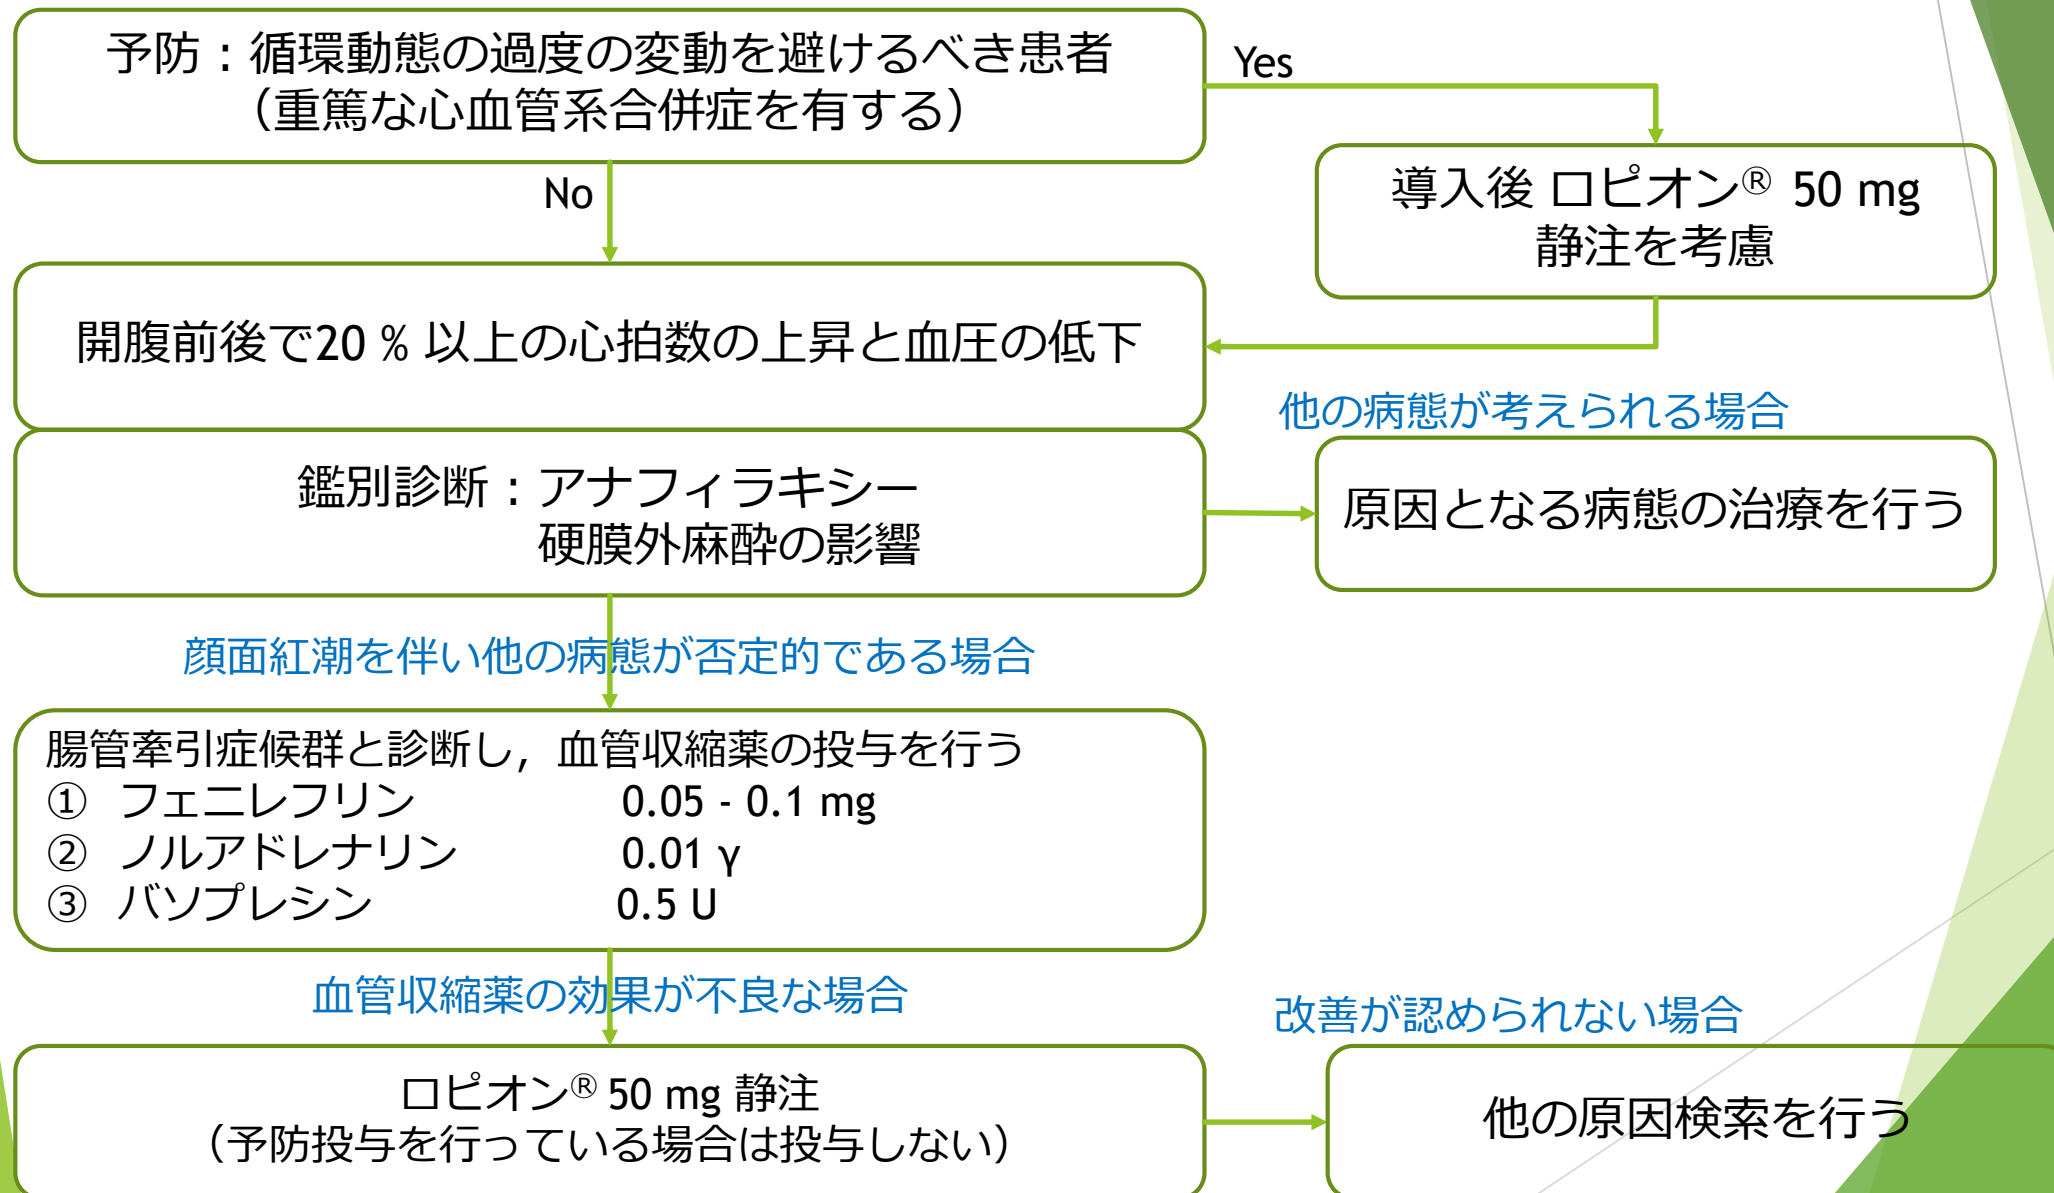 予防：循環動態の過度の変動を避けるべき患者
（重篤な心血管系合併症を有する）
Yes
No
導入後 ロピオン® 50 mg
静注を考慮
開腹前後で20 % 以上の心拍数の上昇と血圧の低下
他の病態が考えられる場合
鑑別診断：アナフィラキシー
硬膜外麻酔の影響
原因となる病態の治療を行う
顔面紅潮を伴い他の病態が否定的である場合
腸管牽引症候群と診断し，血管収縮薬の投与を行う
① フェニレフリン 0.05 - 0.1 mg
② ノルアドレナリン 0.01 γ
③ バソプレシン 0.5 U
血管収縮薬の効果が不良な場合
改善が認められない場合
ロピオン® 50 mg 静注
（予防投与を行っている場合は投与しない）
他の原因検索を行う